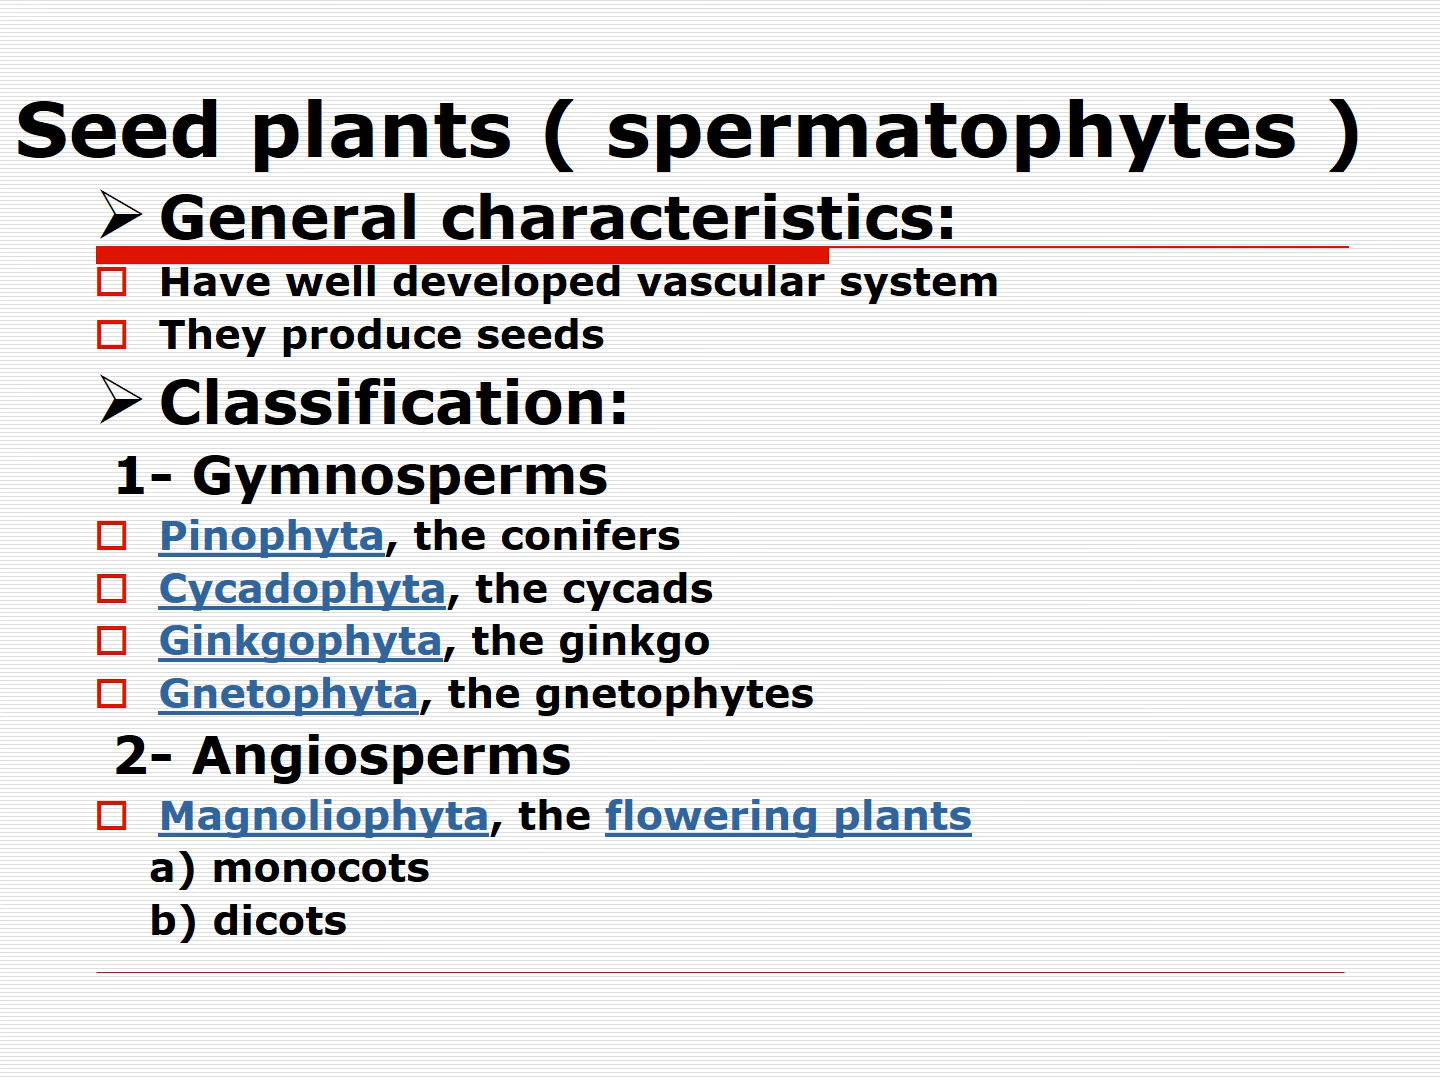 Seed plants ( spermatophytes )
General characteristics:
Have well developed vascular system
They produce seeds
Classification:
1– Gymnosperms
Pinophyta, the conifers
Cycadophyta, the cycads
Ginkgophyta, the ginkgo
Gnetophyta, the gnetophytes
2– Angiosperms
Magnoliophyta, the flowering plants
a) monocots
b) dicots